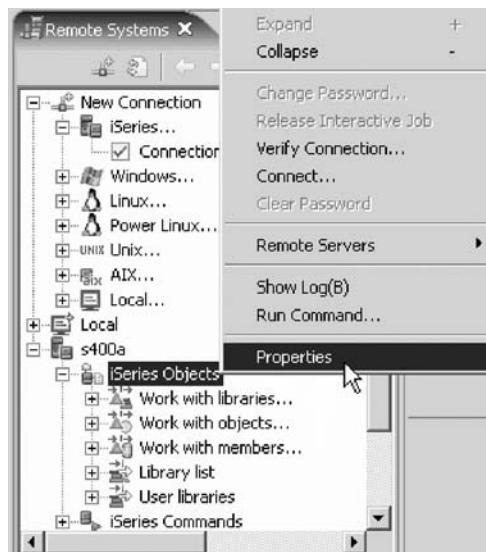 Remote Systems
New Connection
iSeries...
Connection
Windows...
Linux...
Power Linux...
UNIX Unix...
aix AIX...
Local...
Local
s400a
iSeries Objects
Work with libraries...
Work with objects...
Work with members...
Library list
User libraries
iSeries Commands
Expand +
Collapse -
Change Password...
Release Interactive Job
Verify Connection...
Connect...
Clear Password
Remote Servers
Show Log(B)
Run Command...
Properties